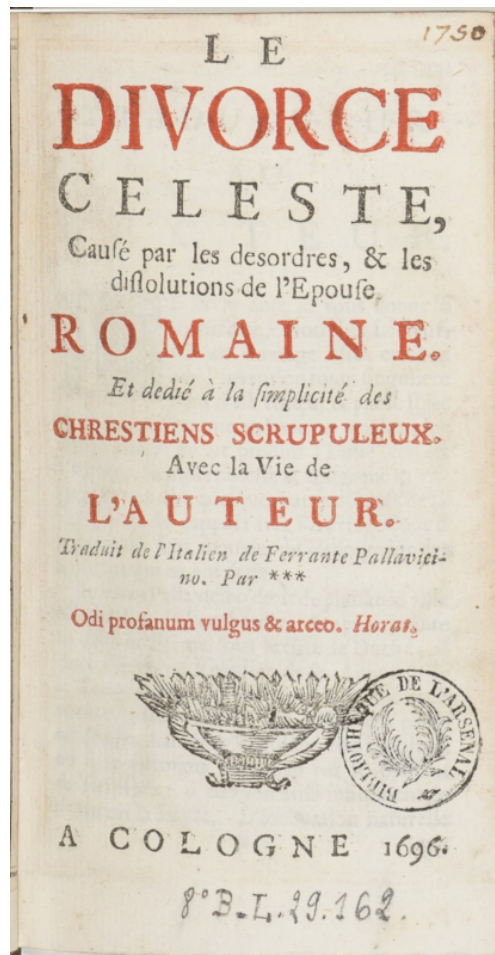 1750
LE
DIVORCE
CELESTE,
Cauſé par les desordres, & les
diſſolutions de l'Epouſe
ROMAINE.
Et dedié à la ſimplicité des
CHRESTIENS SCRUPULEUX.
Avec la Vie de
L'AUTEUR.
Traduit de l'Italien de Ferrante Pallavici-
no. Par ***
Odi profanum vulgus & arceo. Horat.
BIBLIOTHEQUE DE L'ARSENAL
A COLOGNE 1696.
8° B.L. 29.162.